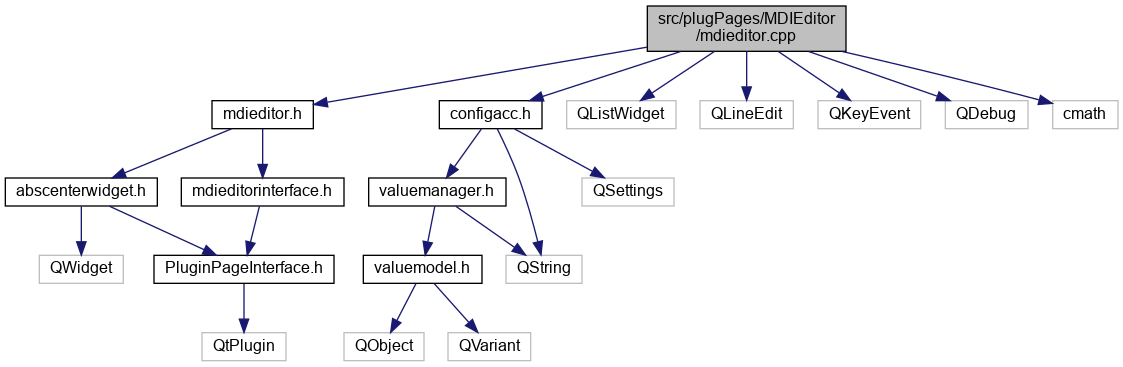 src/plugPages/MDIEditor
/mdieditor.cpp
mdieditor.h
configacc.h
QListWidget
QLineEdit
QKeyEvent
QDebug
cmath
abscenterwidget.h
mdieditorinterface.h
valuemanager.h
QSettings
QWidget
PluginPageInterface.h
valuemodel.h
QString
QtPlugin
QObject
QVariant